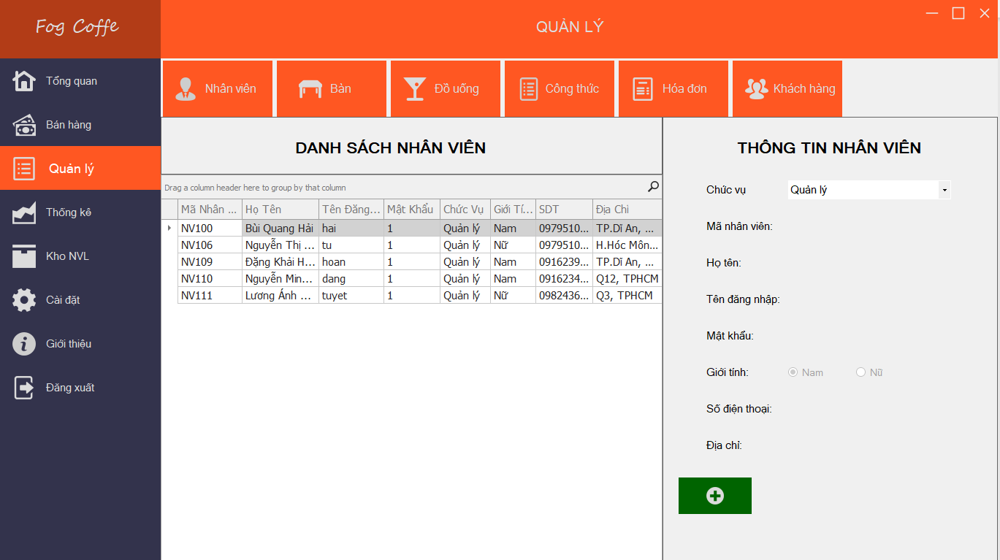 Fog Coffe
QUẢN LÝ
Tổng quan
Bán hàng
Quản lý
Thống kê
Kho NVL
Cài đặt
Giới thiệu
Đăng xuất
Nhân viên
Bàn
Đồ uống
Công thức
Hóa đơn
Khách hàng
DANH SÁCH NHÂN VIÊN
Drag a column header here to group by that column
Mã Nhân ... Họ Tên Tên Đăng... Mật Khẩu Chức Vụ Giới Tí... SDT Địa Chỉ
NV100 Bùi Quang Hải hai 1 Quản lý Nam 0979510... TP.Dĩ An, ...
NV106 Nguyễn Thị ... tu 1 Quản lý Nữ 0979510... H.Hóc Môn...
NV109 Đặng Khải H... hoan 1 Quản lý Nam 0916239... TP.Dĩ An, ...
NV110 Nguyễn Min... dang 1 Quản lý Nam 0916234... Q12, TPHCM
NV111 Lương Ánh ... tuyet 1 Quản lý Nữ 0982436... Q3, TPHCM
THÔNG TIN NHÂN VIÊN
Chức vụ Quản lý
Mã nhân viên:
Họ tên:
Tên đăng nhập:
Mật khẩu:
Giới tính: Nam Nữ
Số điện thoại:
Địa chỉ: